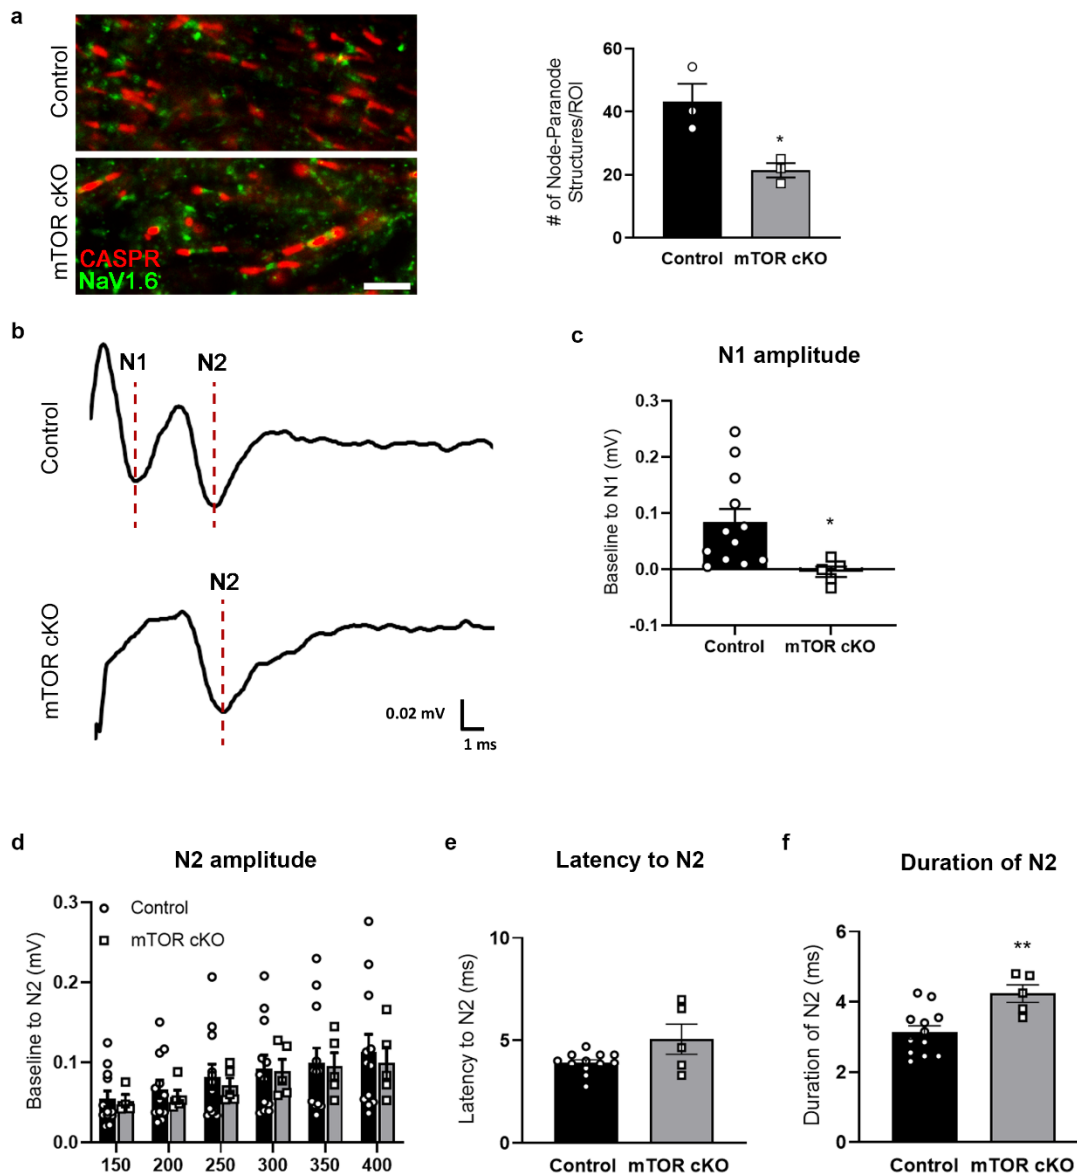 a
Control
mTOR cKO
CASPR
NaV1.6
# of Node-Paranode
Structures/ROI
60
40
20
0
*
Control
mTOR cKO
b
N1
N2
Control
N2
mTOR cKO
0.02 mV
1 ms
c
N1 amplitude
Baseline to N1 (mV)
0.3
0.2
0.1
0.0
-0.1
*
Control
mTOR cKO
d
N2 amplitude
Baseline to N2 (mV)
0.3
0.2
0.1
0.0
Control
mTOR cKO
150 200 250 300 350 400
e
Latency to N2
Latency to N2 (ms)
10
5
0
Control mTOR cKO
f
Duration of N2
Duration of N2 (ms)
6
4
2
0
**
Control mTOR cKO